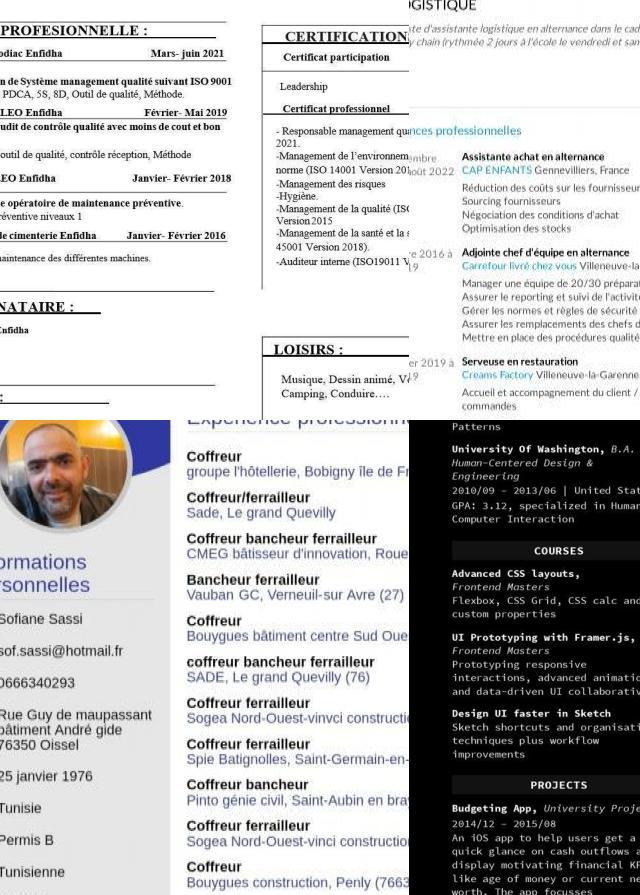 PROFESSIONNELLE :
odiac Enfidha Mars- juin 2021
n de Système management qualité suivant ISO 9001
PDCA, 5S, 8D, Outil de qualité, Méthode.
LEO Enfidha Février- Mai 2019
udit de contrôle qualité avec moins de cout et bon
outil de qualité, contrôle réception, Méthode
EO Enfidha Janvier- Février 2018
e opératoire de maintenance préventive.
réventive niveaux 1
de cimenterie Enfidha Janvier- Février 2016
aintenance des différentes machines.
NATAIRE :
Enfidha
:
CERTIFICATION
Certificat participation
Leadership
Certificat professionnel
- Responsable management qu
2021.
-Management de l'environnem
norme (ISO 14001 Version 201
-Management des risques
-Hygiène.
-Management de la qualité (ISO
Version 2015
-Management de la santé et la s
45001 Version 2018).
-Auditeur interne (ISO19011 V
LOISIRS :
Musique, Dessin animé, V
Camping, Conduire….
OGISTIQUE
ste d'assistante logistique en alternance dans le cad
y chain (rythmée 2 jours à l'école le vendredi et sam
nces professionnelles
embre
août 2022
Assistante achat en alternance
CAP ENFANTS Gennevilliers, France
Réduction des coûts sur les fournisseur
Sourcing fournisseurs
Négociation des conditions d'achat
Optimisation des stocks
re 2016 à
19
Adjointe chef d'équipe en alternance
Carrefour livré chez vous Villeneuve-la
Manager une équipe de 20/30 préparat
Assurer le reporting et suivi de l'activité
Gérer les normes et règles de sécurité
Assurer les remplacements des chefs d
Mettre en place des procédures qualité
er 2019 à
19
Serveuse en restauration
Creams Factory Villeneuve-la-Garenne
Accueil et accompagnement du client /
commandes
ormations
rsonnelles
Sofiane Sassi
sof.sassi@hotmail.fr
0666340293
Rue Guy de maupassant
bâtiment André gide
76350 Oissel
25 janvier 1976
Tunisie
Permis B
Tunisienne
Expérience professionn
Coffreur
groupe l'hôtellerie, Bobigny île de Fr
Coffreur/ferrailleur
Sade, Le grand Quevilly
Coffreur bancheur ferrailleur
CMEG bâtisseur d'innovation, Roue
Bancheur ferrailleur
Vauban GC, Verneuil-sur Avre (27)
Coffreur
Bouygues bâtiment centre Sud Oue
coffreur bancheur ferrailleur
SADE, Le grand Quevilly (76)
Coffreur ferrailleur
Sogea Nord-Ouest-vinvci constructi
Coffreur ferrailleur
Spie Batignolles, Saint-Germain-en-
Coffreur bancheur
Pinto génie civil, Saint-Aubin en bray
Coffreur ferrailleur
Sogea Nord-Ouest-vinci construction
Coffreur
Bouygues construction, Penly (7663
Patterns
University Of Washington, B.A.
Human-Centered Design &
Engineering
2010/09 – 2013/06 | United Stat
GPA: 3.12, specialized in Human
Computer Interaction
COURSES
Advanced CSS layouts,
Frontend Masters
Flexbox, CSS Grid, CSS calc and
custom properties
UI Prototyping with Framer.js,
Frontend Masters
Prototyping responsive
interactions, advanced animatio
and data-driven UI collaborativ
Design UI faster in Sketch
Sketch shortcuts and organisati
techniques plus workflow
improvements
PROJECTS
Budgeting App, University Proje
2014/12 – 2015/08
An iOS app to help users get a
quick glance on cash outflows a
display motivating financial KP
like age of money or current ne
worth. The app focusses